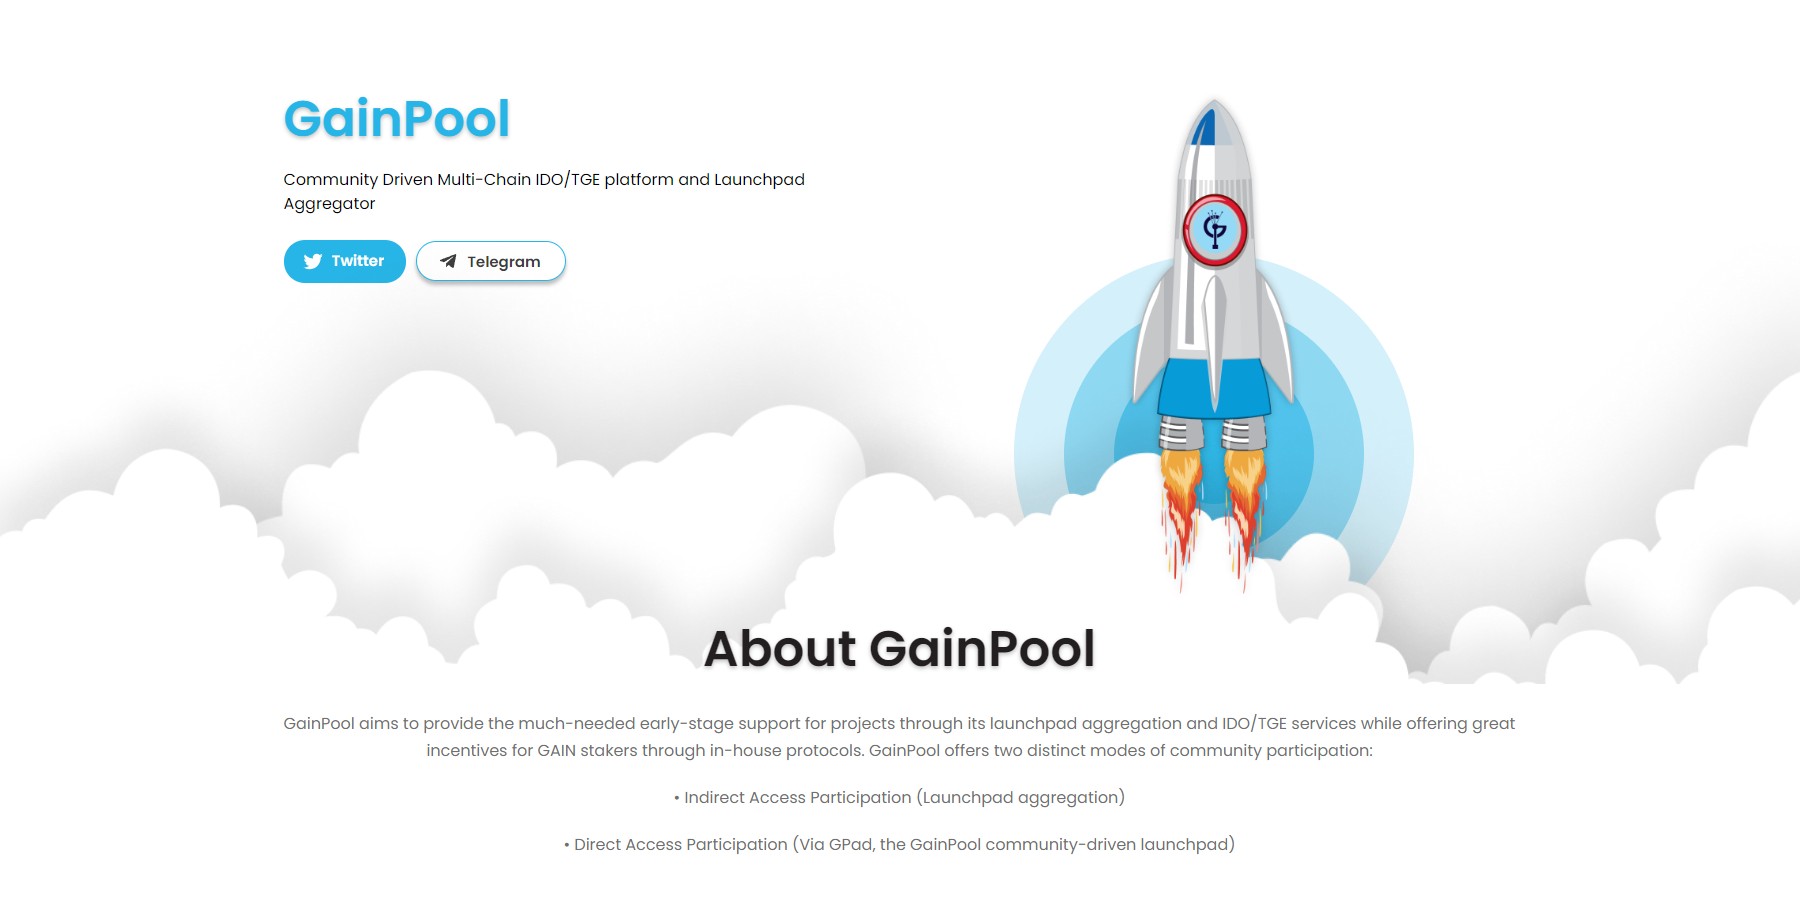 GainPool
Community Driven Multi-Chain IDO/TGE platform and Launchpad
Aggregator
Twitter
Telegram
About GainPool
GainPool aims to provide the much-needed early-stage support for projects through its launchpad aggregation and IDO/TGE services while offering great
incentives for GAIN stakers through in-house protocols. GainPool offers two distinct modes of community participation:
• Indirect Access Participation (Launchpad aggregation)
• Direct Access Participation (Via GPad, the GainPool community-driven launchpad)